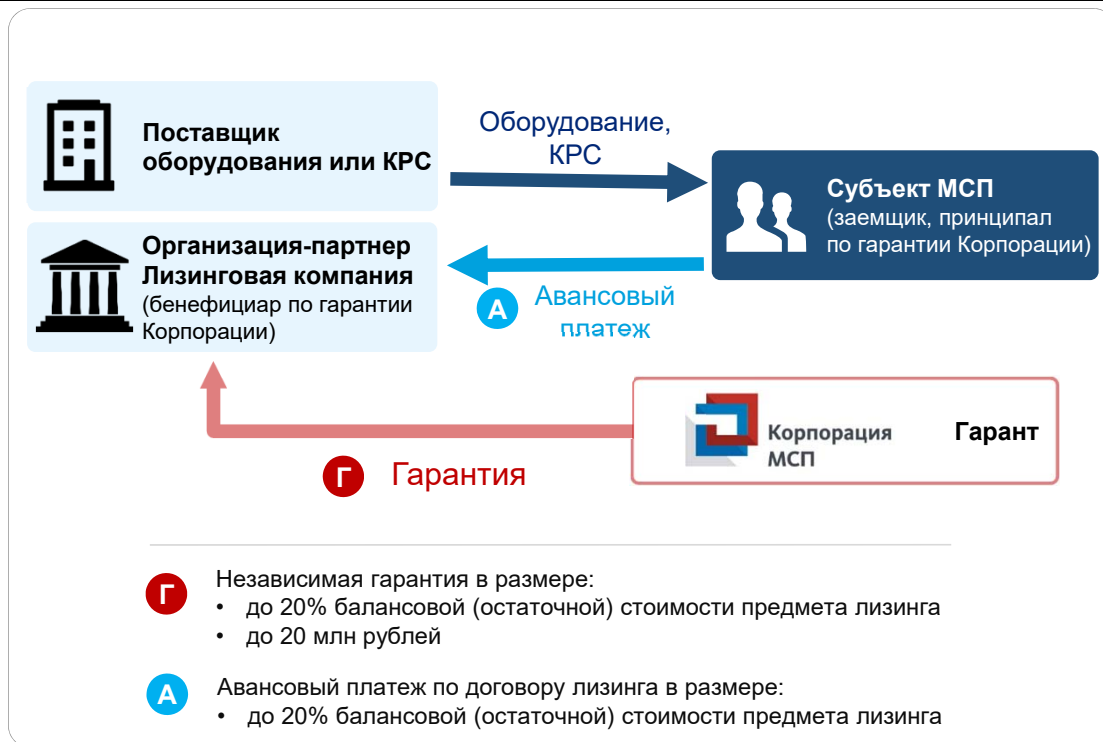 Поставщик
оборудования или КРС
Оборудование,
КРС
Субъект МСП
(заемщик, принципал
по гарантии Корпорации)
Организация-партнер
Лизинговая компания
(бенефициар по гарантии
Корпорации)
А
Авансовый
платеж
Корпорация
МСП
Гарант
Г
Гарантия
Г
Независимая гарантия в размере:
• до 20% балансовой (остаточной) стоимости предмета лизинга
• до 20 млн рублей
А
Авансовый платеж по договору лизинга в размере:
• до 20% балансовой (остаточной) стоимости предмета лизинга